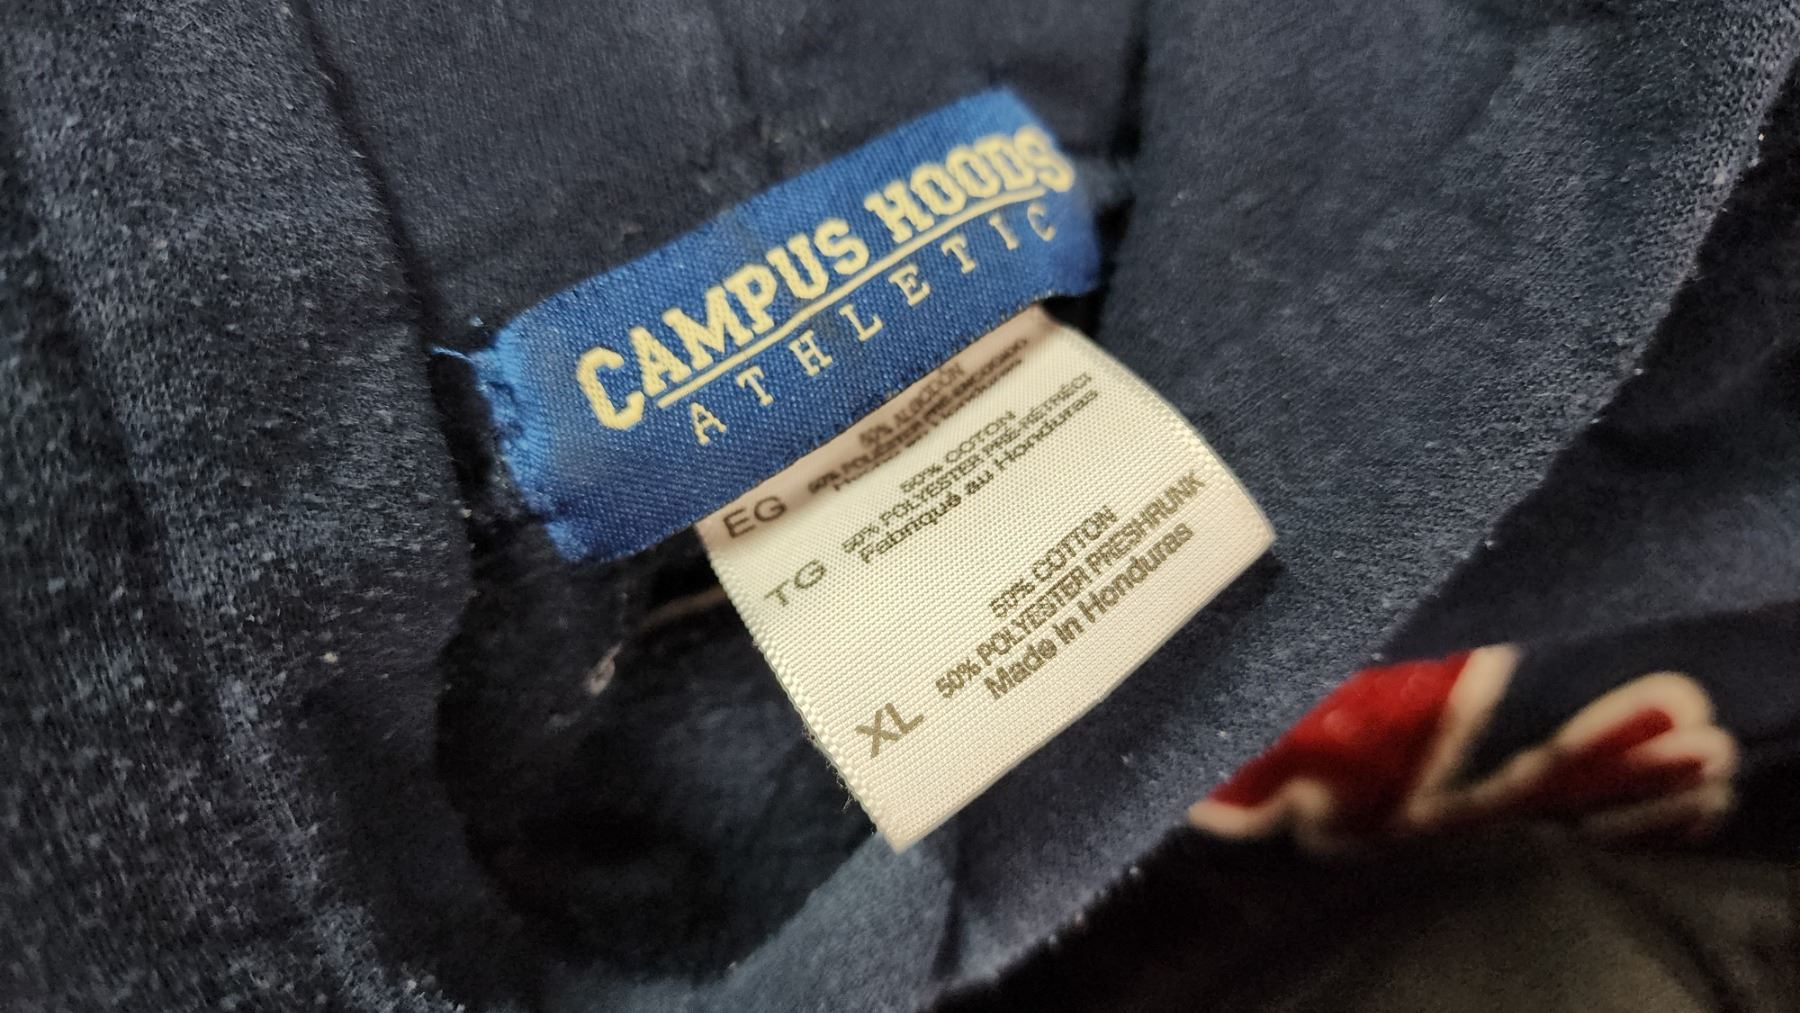 CAMPUS HOODS
ATHLETIC
50% ALGODÓN
EG 50% POLIESTER PRE-ENCOGIDO
TG 50% COTON
50% POLYESTER PRÉ-RÉTRÉCI
Fabriqué au Honduras
50% COTTON
50% POLYESTER PRESHRUNK
Made In Honduras
XL